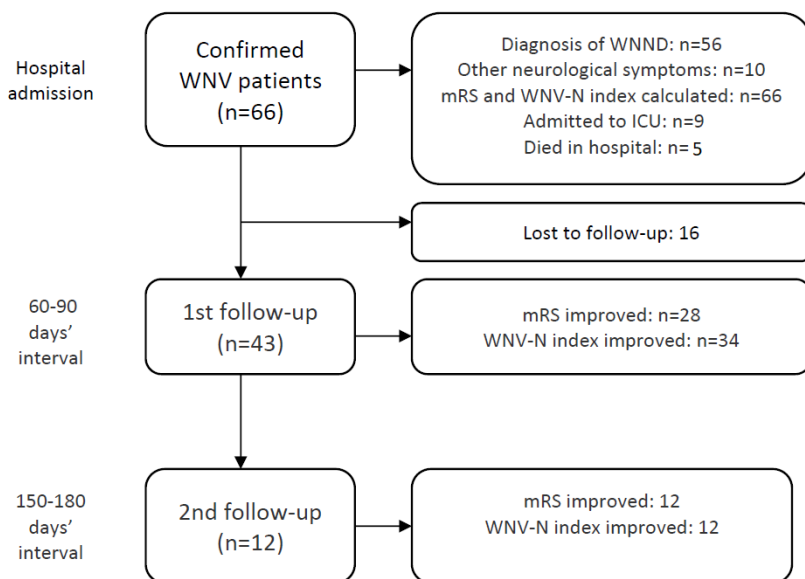 Hospital
admission
Confirmed
WNV patients
(n=66)
Diagnosis of WNND: n=56
Other neurological symptoms: n=10
mRS and WNV-N index calculated: n=66
Admitted to ICU: n=9
Died in hospital: n=5
Lost to follow-up: 16
60-90
days’
interval
1st follow-up
(n=43)
mRS improved: n=28
WNV-N index improved: n=34
150-180
days’
interval
2nd follow-up
(n=12)
mRS improved: 12
WNV-N index improved: 12